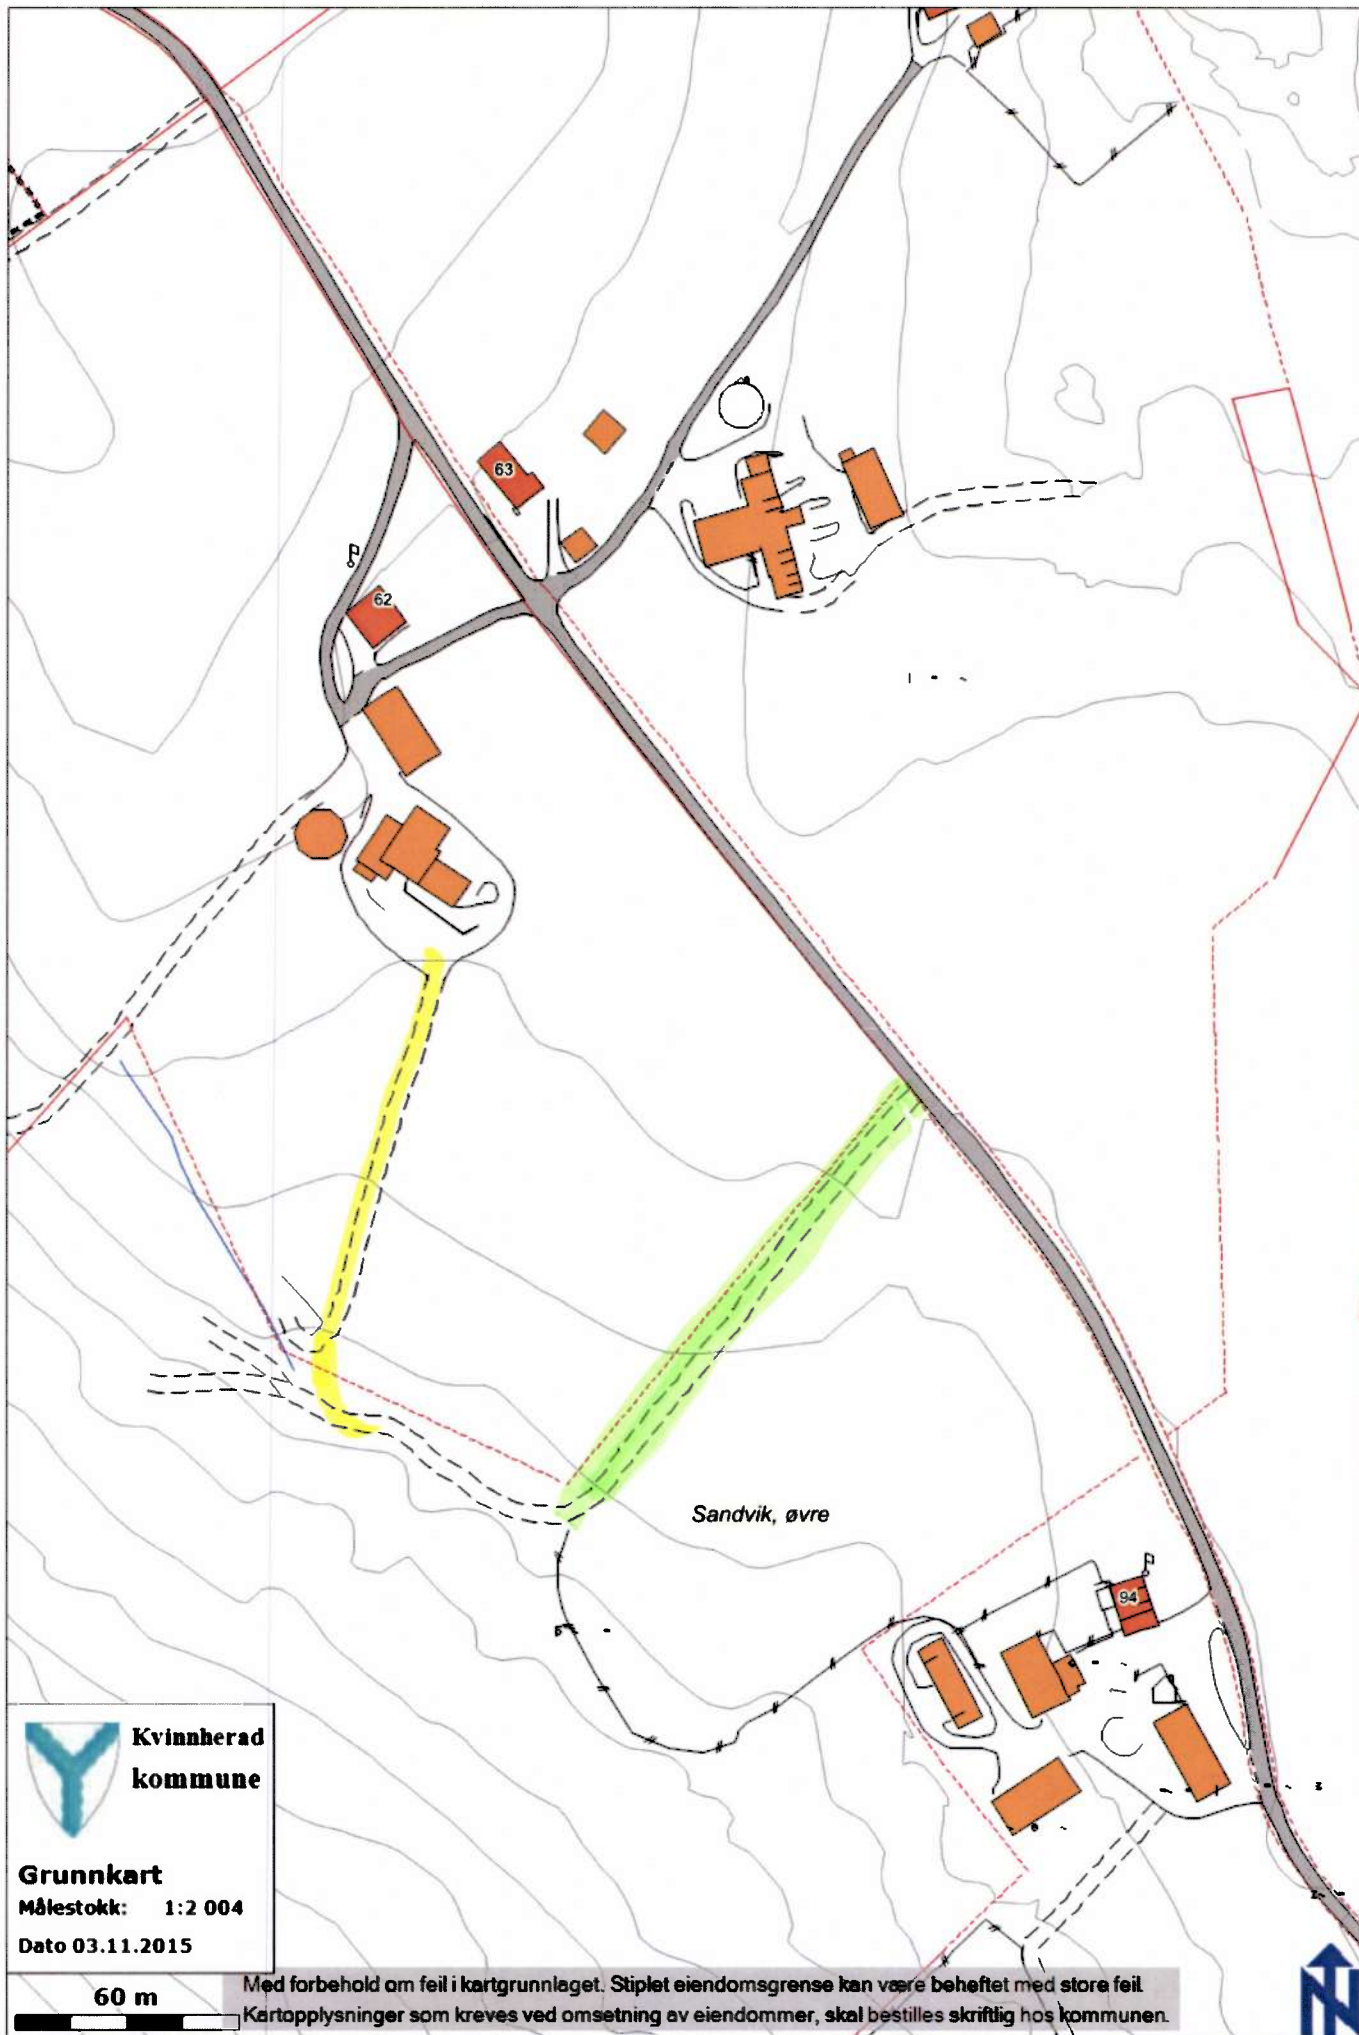 63
62
Sandvik, øvre
94
Kvinnherad
kommune
Grunnkart
Målestokk: 1:2 004
Dato 03.11.2015
60 m
Med forbehold om feil i kartgrunnlaget. Stiplet eiendomsgrense kan være beheftet med store feil.
Kartopplysninger som kreves ved omsetning av eiendommer, skal bestilles skriftlig hos kommunen.
N